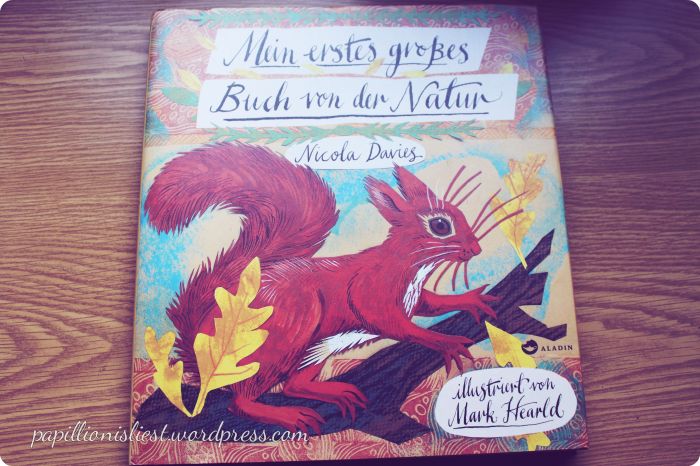 Mein erstes großes
Buch von der Natur
Nicola Davies
ALADIN
illustriert von
Mark Hearld
papillionisliest.wordpress.com